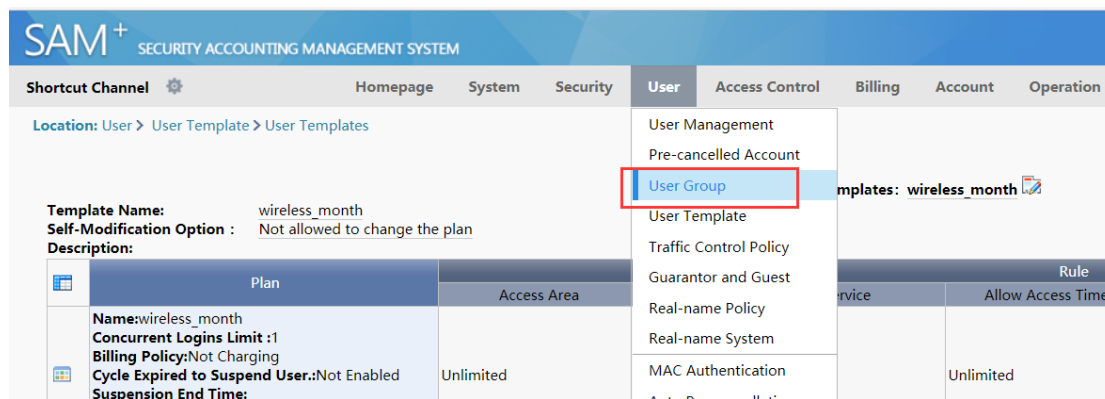 SAM+ SECURITY ACCOUNTING MANAGEMENT SYSTEM
Shortcut Channel Homepage System Security User Access Control Billing Account Operation
Location: User > User Template > User Templates
User Management
Pre-cancelled Account
User Group
mplates: wireless_month
User Template
Traffic Control Policy
Guarantor and Guest
Real-name Policy
Real-name System
MAC Authentication
Template Name: wireless_month
Self-Modification Option : Not allowed to change the plan
Description:
Plan
Rule
Access Area
ervice
Allow Access Time
Name:wireless_month
Concurrent Logins Limit :1
Billing Policy:Not Charging
Cycle Expired to Suspend User.:Not Enabled
Suspension End Time:
Unlimited
Unlimited